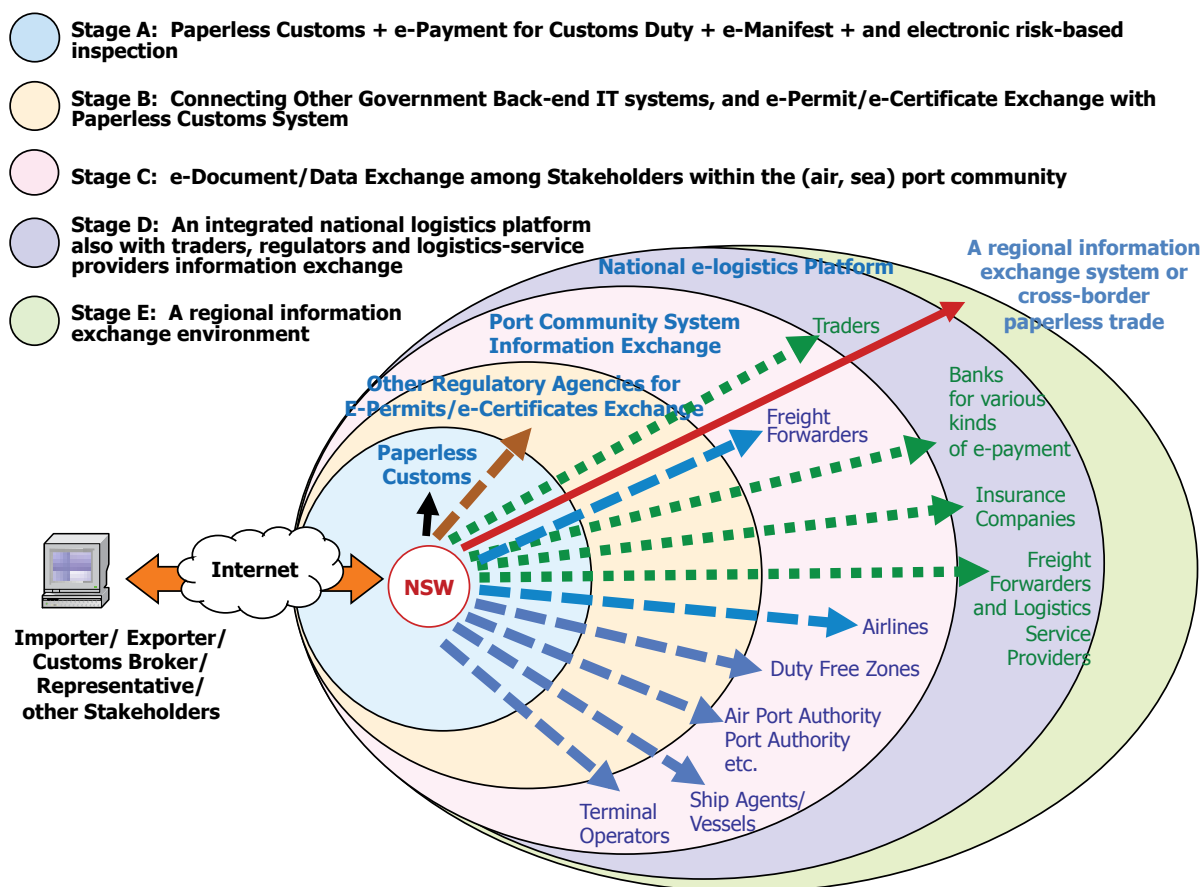 Stage A:  Paperless Customs + e-Payment for Customs Duty + e-Manifest + and electronic risk-based
inspection
Stage B:  Connecting Other Government Back-end IT systems, and e-Permit/e-Certificate Exchange with
Paperless Customs System
Stage C:  e-Document/Data Exchange among Stakeholders within the (air, sea) port community
Stage D:  An integrated national logistics platform
also with traders, regulators and logistics-service
providers information exchange
Stage E:  A regional information
exchange environment
National e-logistics Platform
A regional information
exchange system or
cross-border
paperless trade
Port Community System
Information Exchange
Traders
Other Regulatory Agencies for
E-Permits/e-Certificates Exchange
Banks
for various
kinds
of e-payment
Freight
Forwarders
Paperless
Customs
Insurance
Companies
Internet
NSW
Freight
Forwarders
and Logistics
Service
Providers
Airlines
Importer/ Exporter/
Customs Broker/
Representative/
other Stakeholders
Duty Free Zones
Air Port Authority
Port Authority
etc.
Ship Agents/
Vessels
Terminal
Operators